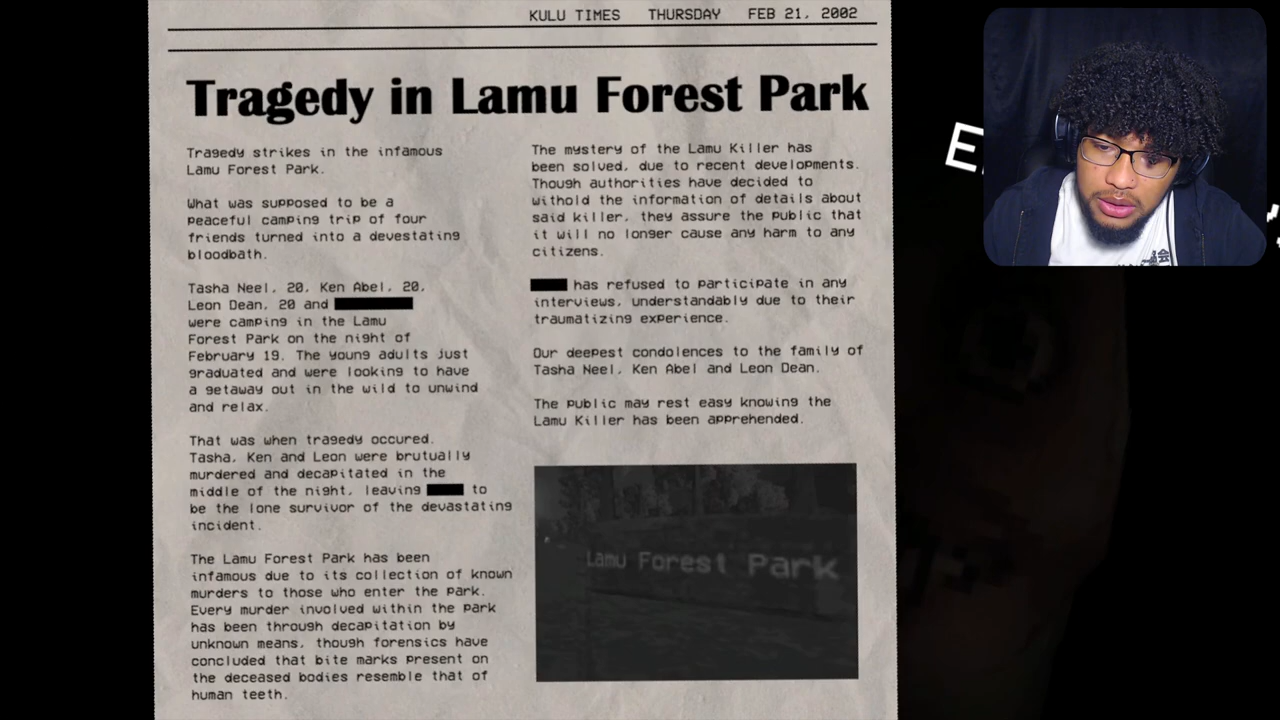 KULU TIMES THURSDAY FEB 21, 2002
Tragedy in Lamu Forest Park
Tragedy strikes in the infamous
Lamu Forest Park.
What was supposed to be a
peaceful camping trip of four
friends turned into a devestating
bloodbath.
Tasha Neel, 20, Ken Abel, 20,
Leon Dean, 20 and
were camping in the Lamu
Forest Park on the night of
February 19. The young adults just
graduated and were looking to have
a getaway out in the wild to unwind
and relax.
That was when tragedy occured.
Tasha, Ken and Leon were brutually
murdered and decapitated in the
middle of the night, leaving to
be the lone survivor of the devastating
incident.
The Lamu Forest Park has been
infamous due to its collection of known
murders to those who enter the park.
Every murder involved within the park
has been through decapitation by
unknown means, though forensics have
concluded that bite marks present on
the deceased bodies resemble that of
human teeth.
The mystery of the Lamu Killer has
been solved, due to recent developments.
Though authorities have decided to
withold the information of details about
said killer, they assure the public that
it will no longer cause any harm to any
citizens.
has refused to participate in any
interviews, understandably due to their
traumatizing experience.
Our deepest condolences to the family of
Tasha Neel, Ken Abel and Leon Dean.
The public may rest easy knowing the
Lamu Killer has been apprehended.
Lamu Forest Park